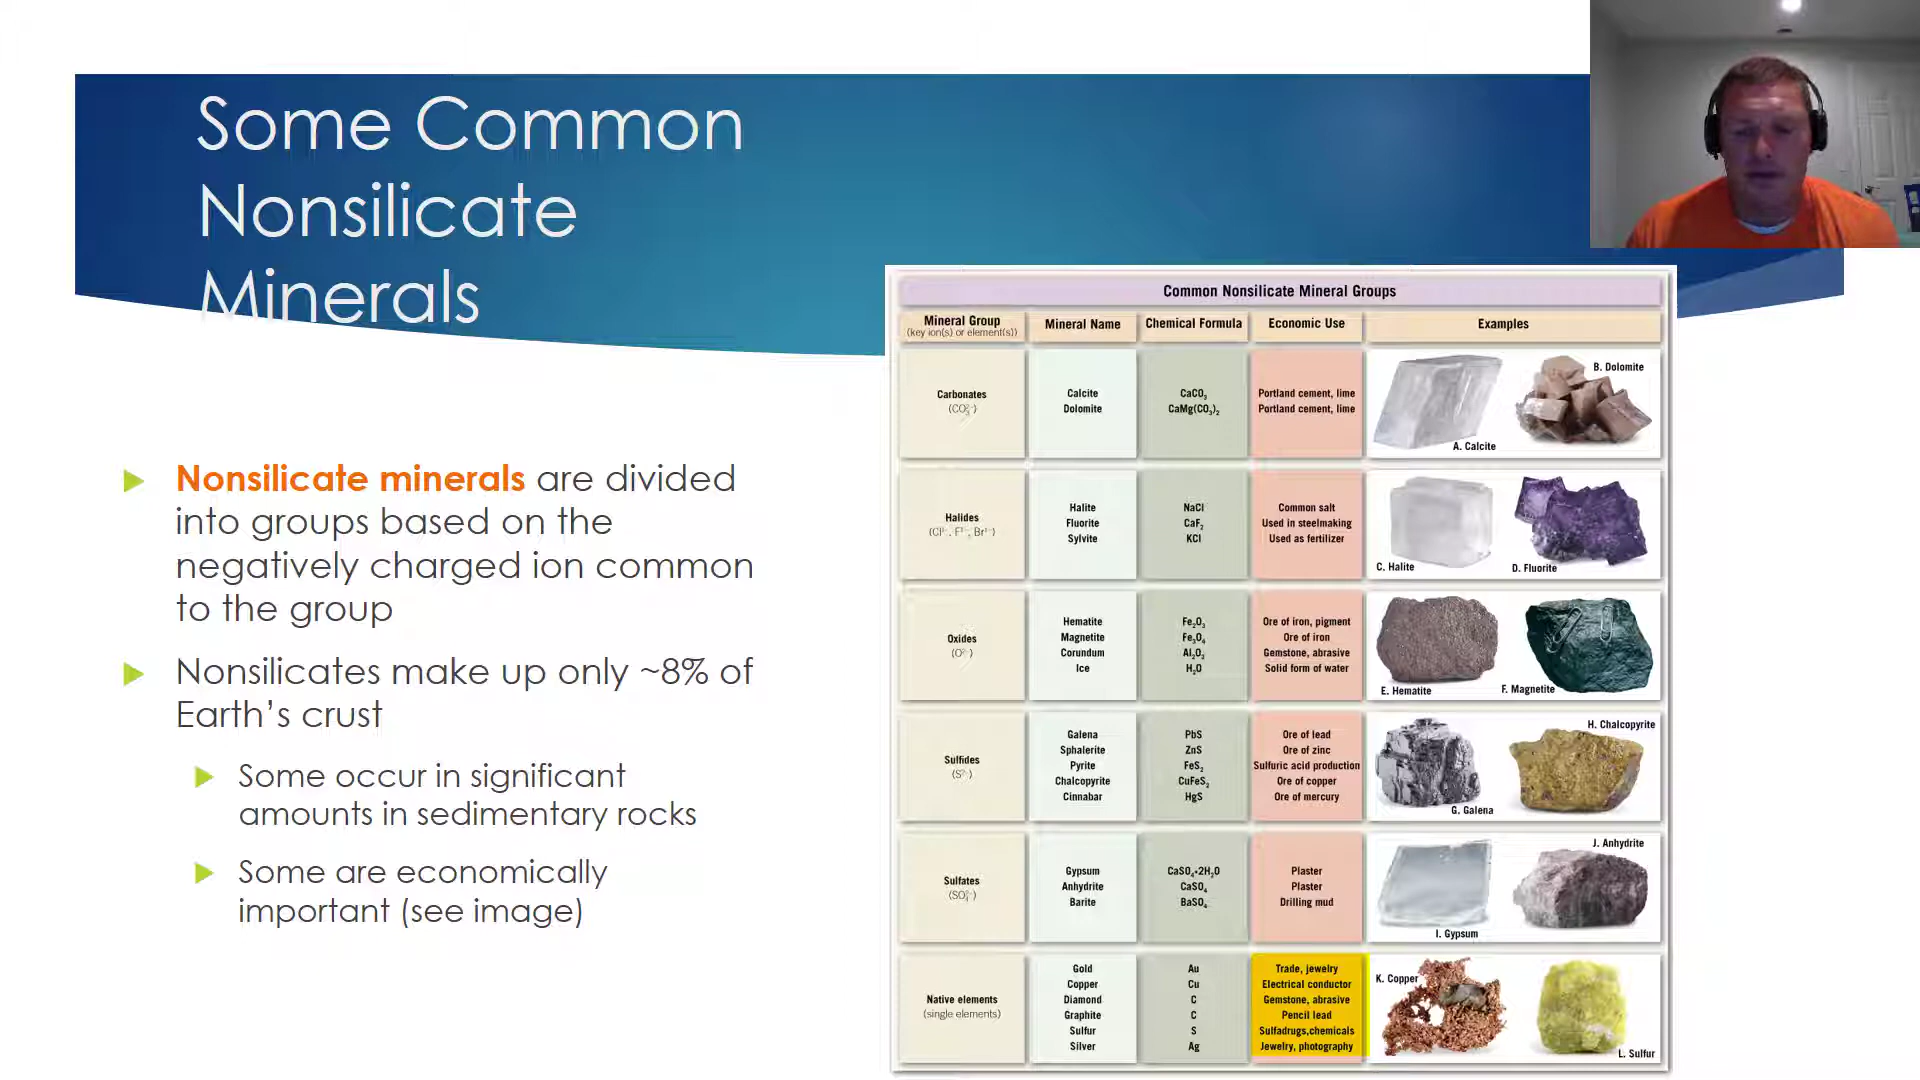 Some Common
Nonsilicate
Minerals
Nonsilicate minerals are divided
into groups based on the
negatively charged ion common
to the group
Nonsilicates make up only ~8% of
Earth's crust
Some occur in significant
amounts in sedimentary rocks
Some are economically
important (see image)
Common Nonsilicate Mineral Groups
Mineral Group
(key ion(s) or element(s))
Mineral Name
Chemical Formula
Economic Use
Examples
Carbonates
(CO₃²⁻)
Calcite
Dolomite
CaCO₃
CaMg(CO₃)₂
Portland cement, lime
Portland cement, lime
A. Calcite
B. Dolomite
Halides
(Cl¹⁻, F¹⁻, Br¹⁻)
Halite
Fluorite
Sylvite
NaCl
CaF₂
KCl
Common salt
Used in steelmaking
Used as fertilizer
C. Halite
D. Fluorite
Oxides
(O²⁻)
Hematite
Magnetite
Corundum
Ice
Fe₂O₃
Fe₃O₄
Al₂O₃
H₂O
Ore of iron, pigment
Ore of iron
Gemstone, abrasive
Solid form of water
E. Hematite
F. Magnetite
Sulfides
(S²⁻)
Galena
Sphalerite
Pyrite
Chalcopyrite
Cinnabar
PbS
ZnS
FeS₂
CuFeS₂
HgS
Ore of lead
Ore of zinc
Sulfuric acid production
Ore of copper
Ore of mercury
G. Galena
H. Chalcopyrite
Sulfates
(SO₄²⁻)
Gypsum
Anhydrite
Barite
CaSO₄•2H₂O
CaSO₄
BaSO₄
Plaster
Plaster
Drilling mud
I. Gypsum
J. Anhydrite
Native elements
(single elements)
Gold
Copper
Diamond
Graphite
Sulfur
Silver
Au
Cu
C
C
S
Ag
Trade, jewelry
Electrical conductor
Gemstone, abrasive
Pencil lead
Sulfadrugs,chemicals
Jewelry, photography
K. Copper
L. Sulfur